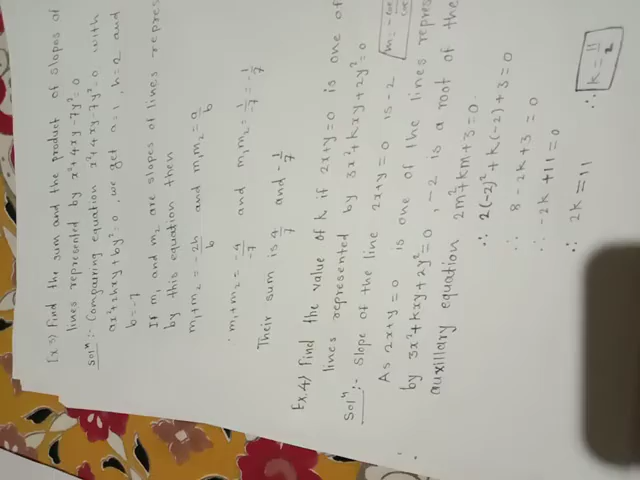 Ex.3) Find the sum and the product of slopes of
lines represented by x²+4xy-7y²=0
Solⁿ :- Comparing equation x²+4xy-7y²=0 with
ax²+2hxy+by²=0, we get a=1, h=2 and
b=-7
If m₁ and m₂ are slopes of lines repres
by this equation then
m₁+m₂ = -2h/b and m₁m₂ = a/b
∴ m₁+m₂ = -4/-7 and m₁m₂ = 1/-7 = -1/7
Their sum is 4/7 and -1/7
Ex.4) Find the value of k if 2x+y=0 is one of
lines represented by 3x²+kxy+2y²=0
Solⁿ :- Slope of the line 2x+y=0 is -2
As 2x+y=0 is one of the lines repres
by 3x²+kxy+2y²=0, -2 is a root of the
auxillary equation 2m²+km+3=0
∴ 2(-2)²+k(-2)+3=0
∴ 8-2k+3=0
∴ -2k+11=0
∴ 2k=11
∴ k=11/2